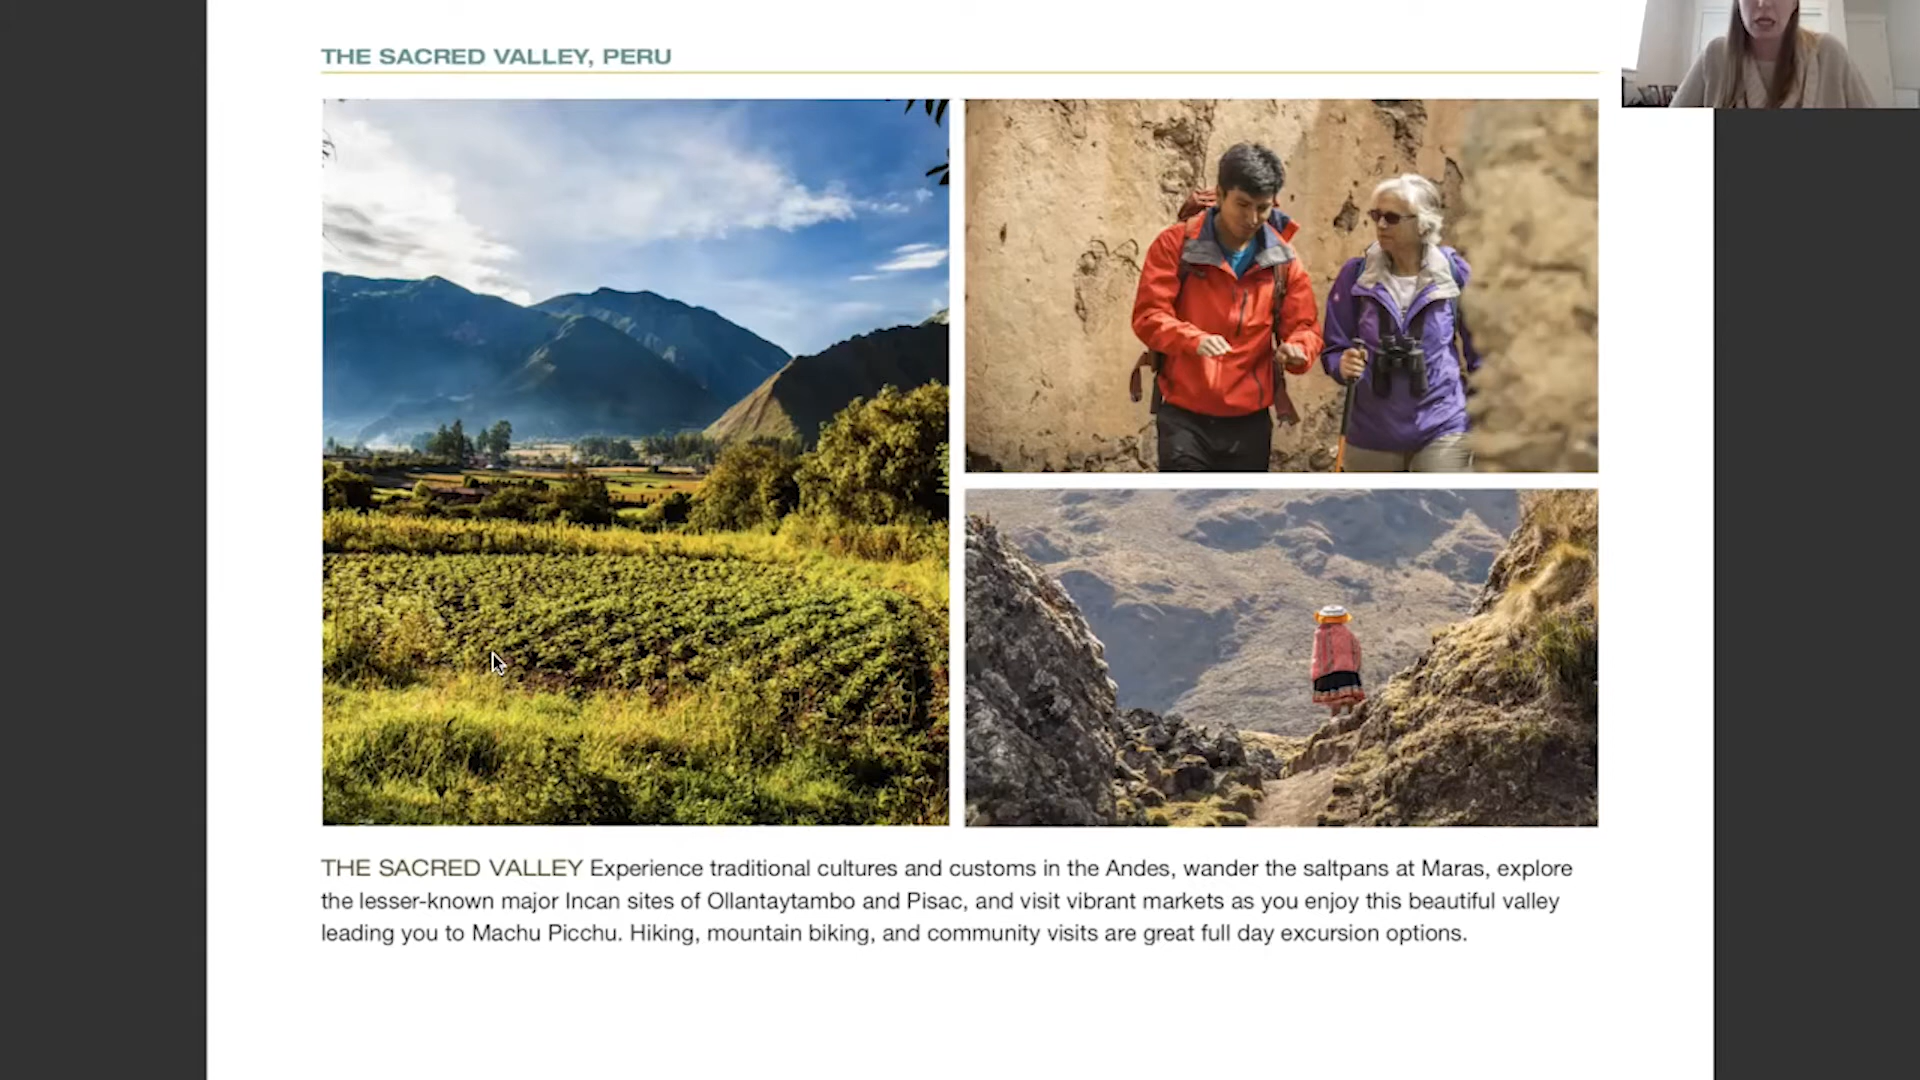 THE SACRED VALLEY, PERU
THE SACRED VALLEY Experience traditional cultures and customs in the Andes, wander the saltpans at Maras, explore
the lesser-known major Incan sites of Ollantaytambo and Pisac, and visit vibrant markets as you enjoy this beautiful valley
leading you to Machu Picchu. Hiking, mountain biking, and community visits are great full day excursion options.